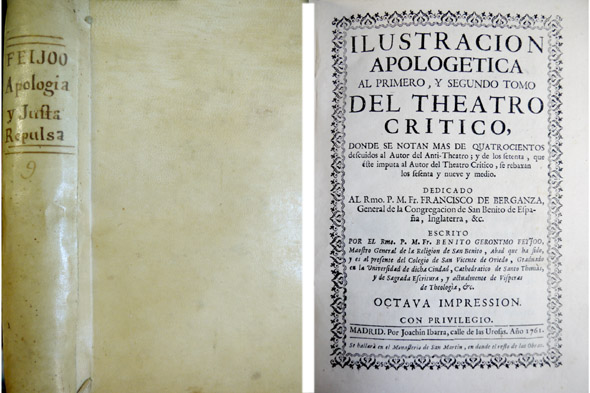 FEIJOO
Apologia
y Justa
Repulsa
9
ILUSTRACION
APOLOGETICA
AL PRIMERO, Y SEGUNDO TOMO
DEL THEATRO
CRITICO,
DONDE SE NOTAN MAS DE QUATROCIENTOS
descuidos al Autor del Anti-Theatro; y de los setenta, que
éste imputa al Autor del Theatro Critico, se rebaxan
los sesenta y nueve y medio.
DEDICADO
AL Rmo. P. M. Fr. FRANCISCO DE BERGANZA,
General de la Congregacion de San Benito de Espa-
ña, Inglaterra, &c.
ESCRITO
POR EL Rmo. P. M. Fr. BENITO GERONYMO FEYJOO,
Maestro General de la Religion de San Benito, Abad que ha sido,
y es al presente del Colegio de San Vicente de Oviedo, Graduado
en la Universidad de dicha Ciudad, Cathedratico de Santo Thomás,
y de Sagrada Escritura, y actualmente de Visperas
de Theología, &c.
OCTAVA IMPRESSION.
CON PRIVILEGIO.
MADRID. Por Joachin Ibarra, calle de las Urosas. Año 1761.
Se hallará en el Monasterio de San Martin, en donde el resto de las Obras.